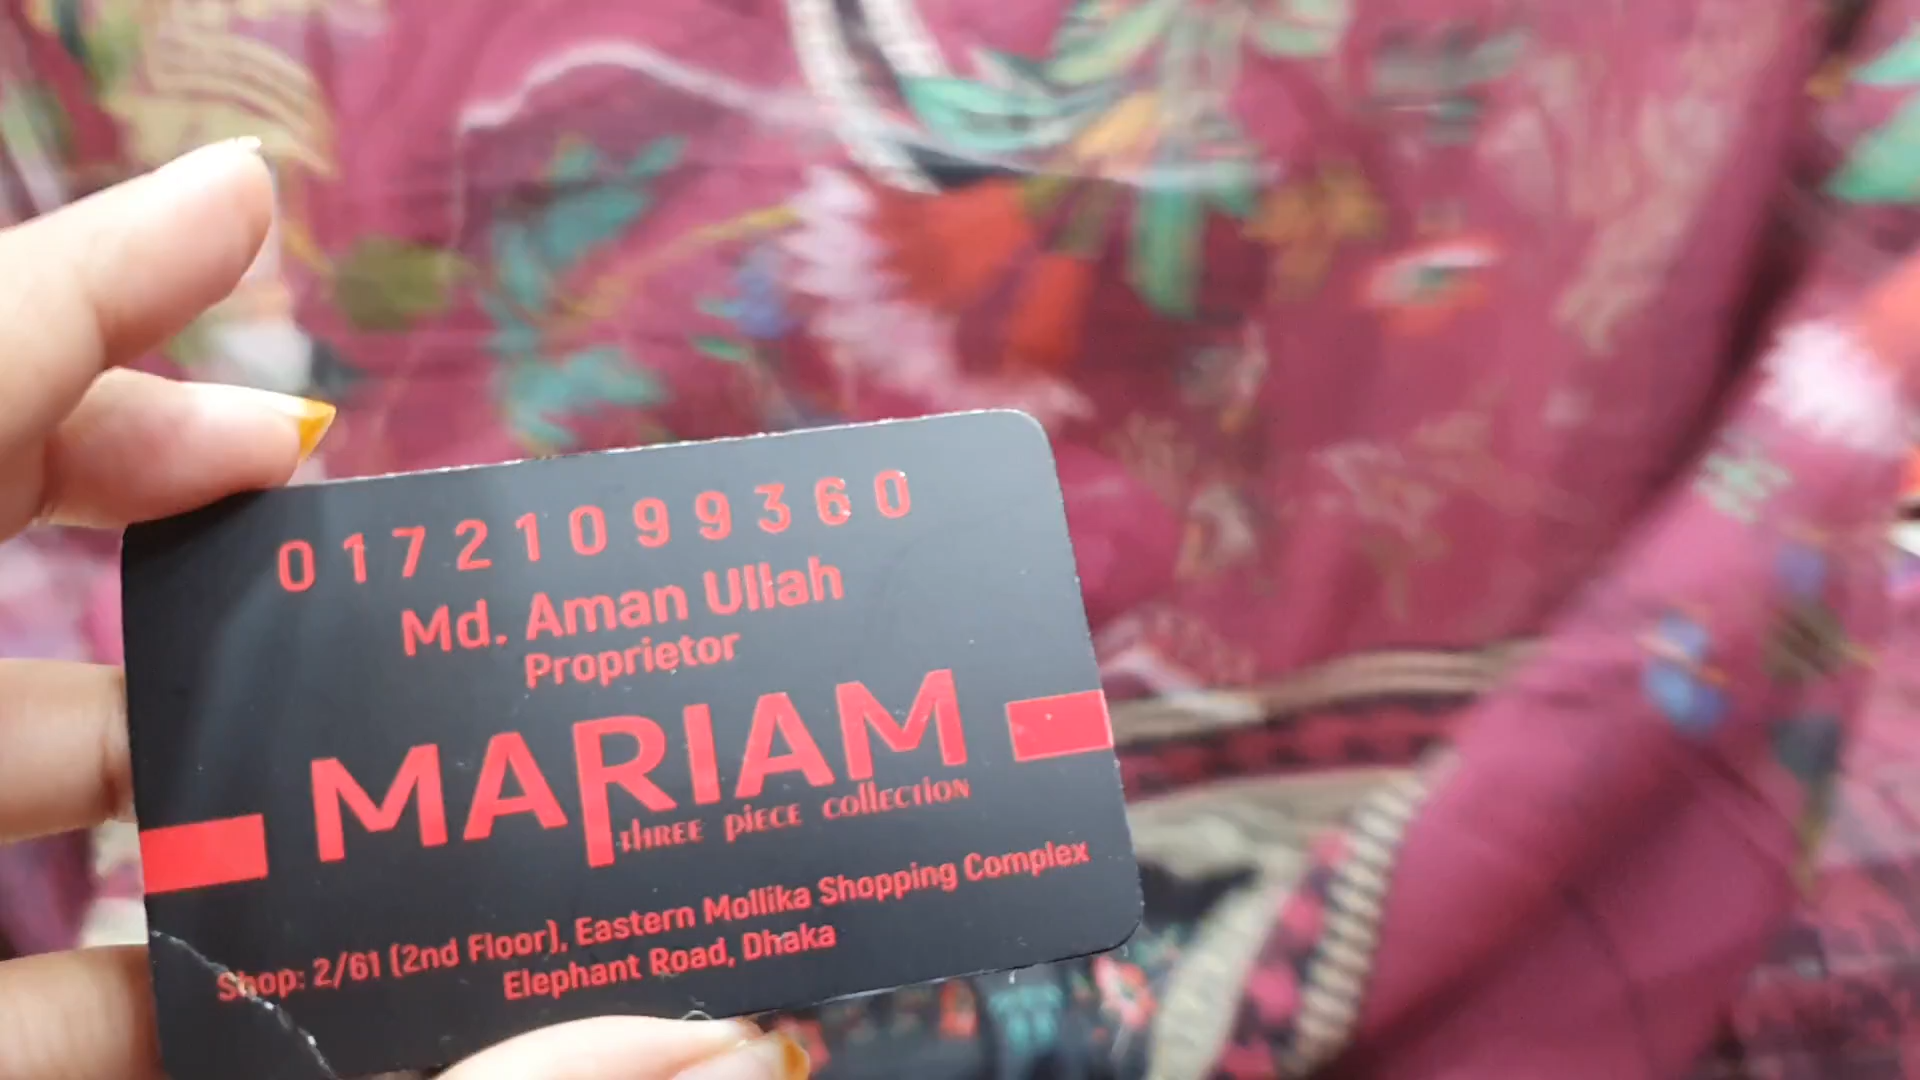 01721099360
Md. Aman Ullah
Proprietor
MARIAM
three piece collection
Shop: 2/61 (2nd Floor), Eastern Mollika Shopping Complex
Elephant Road, Dhaka